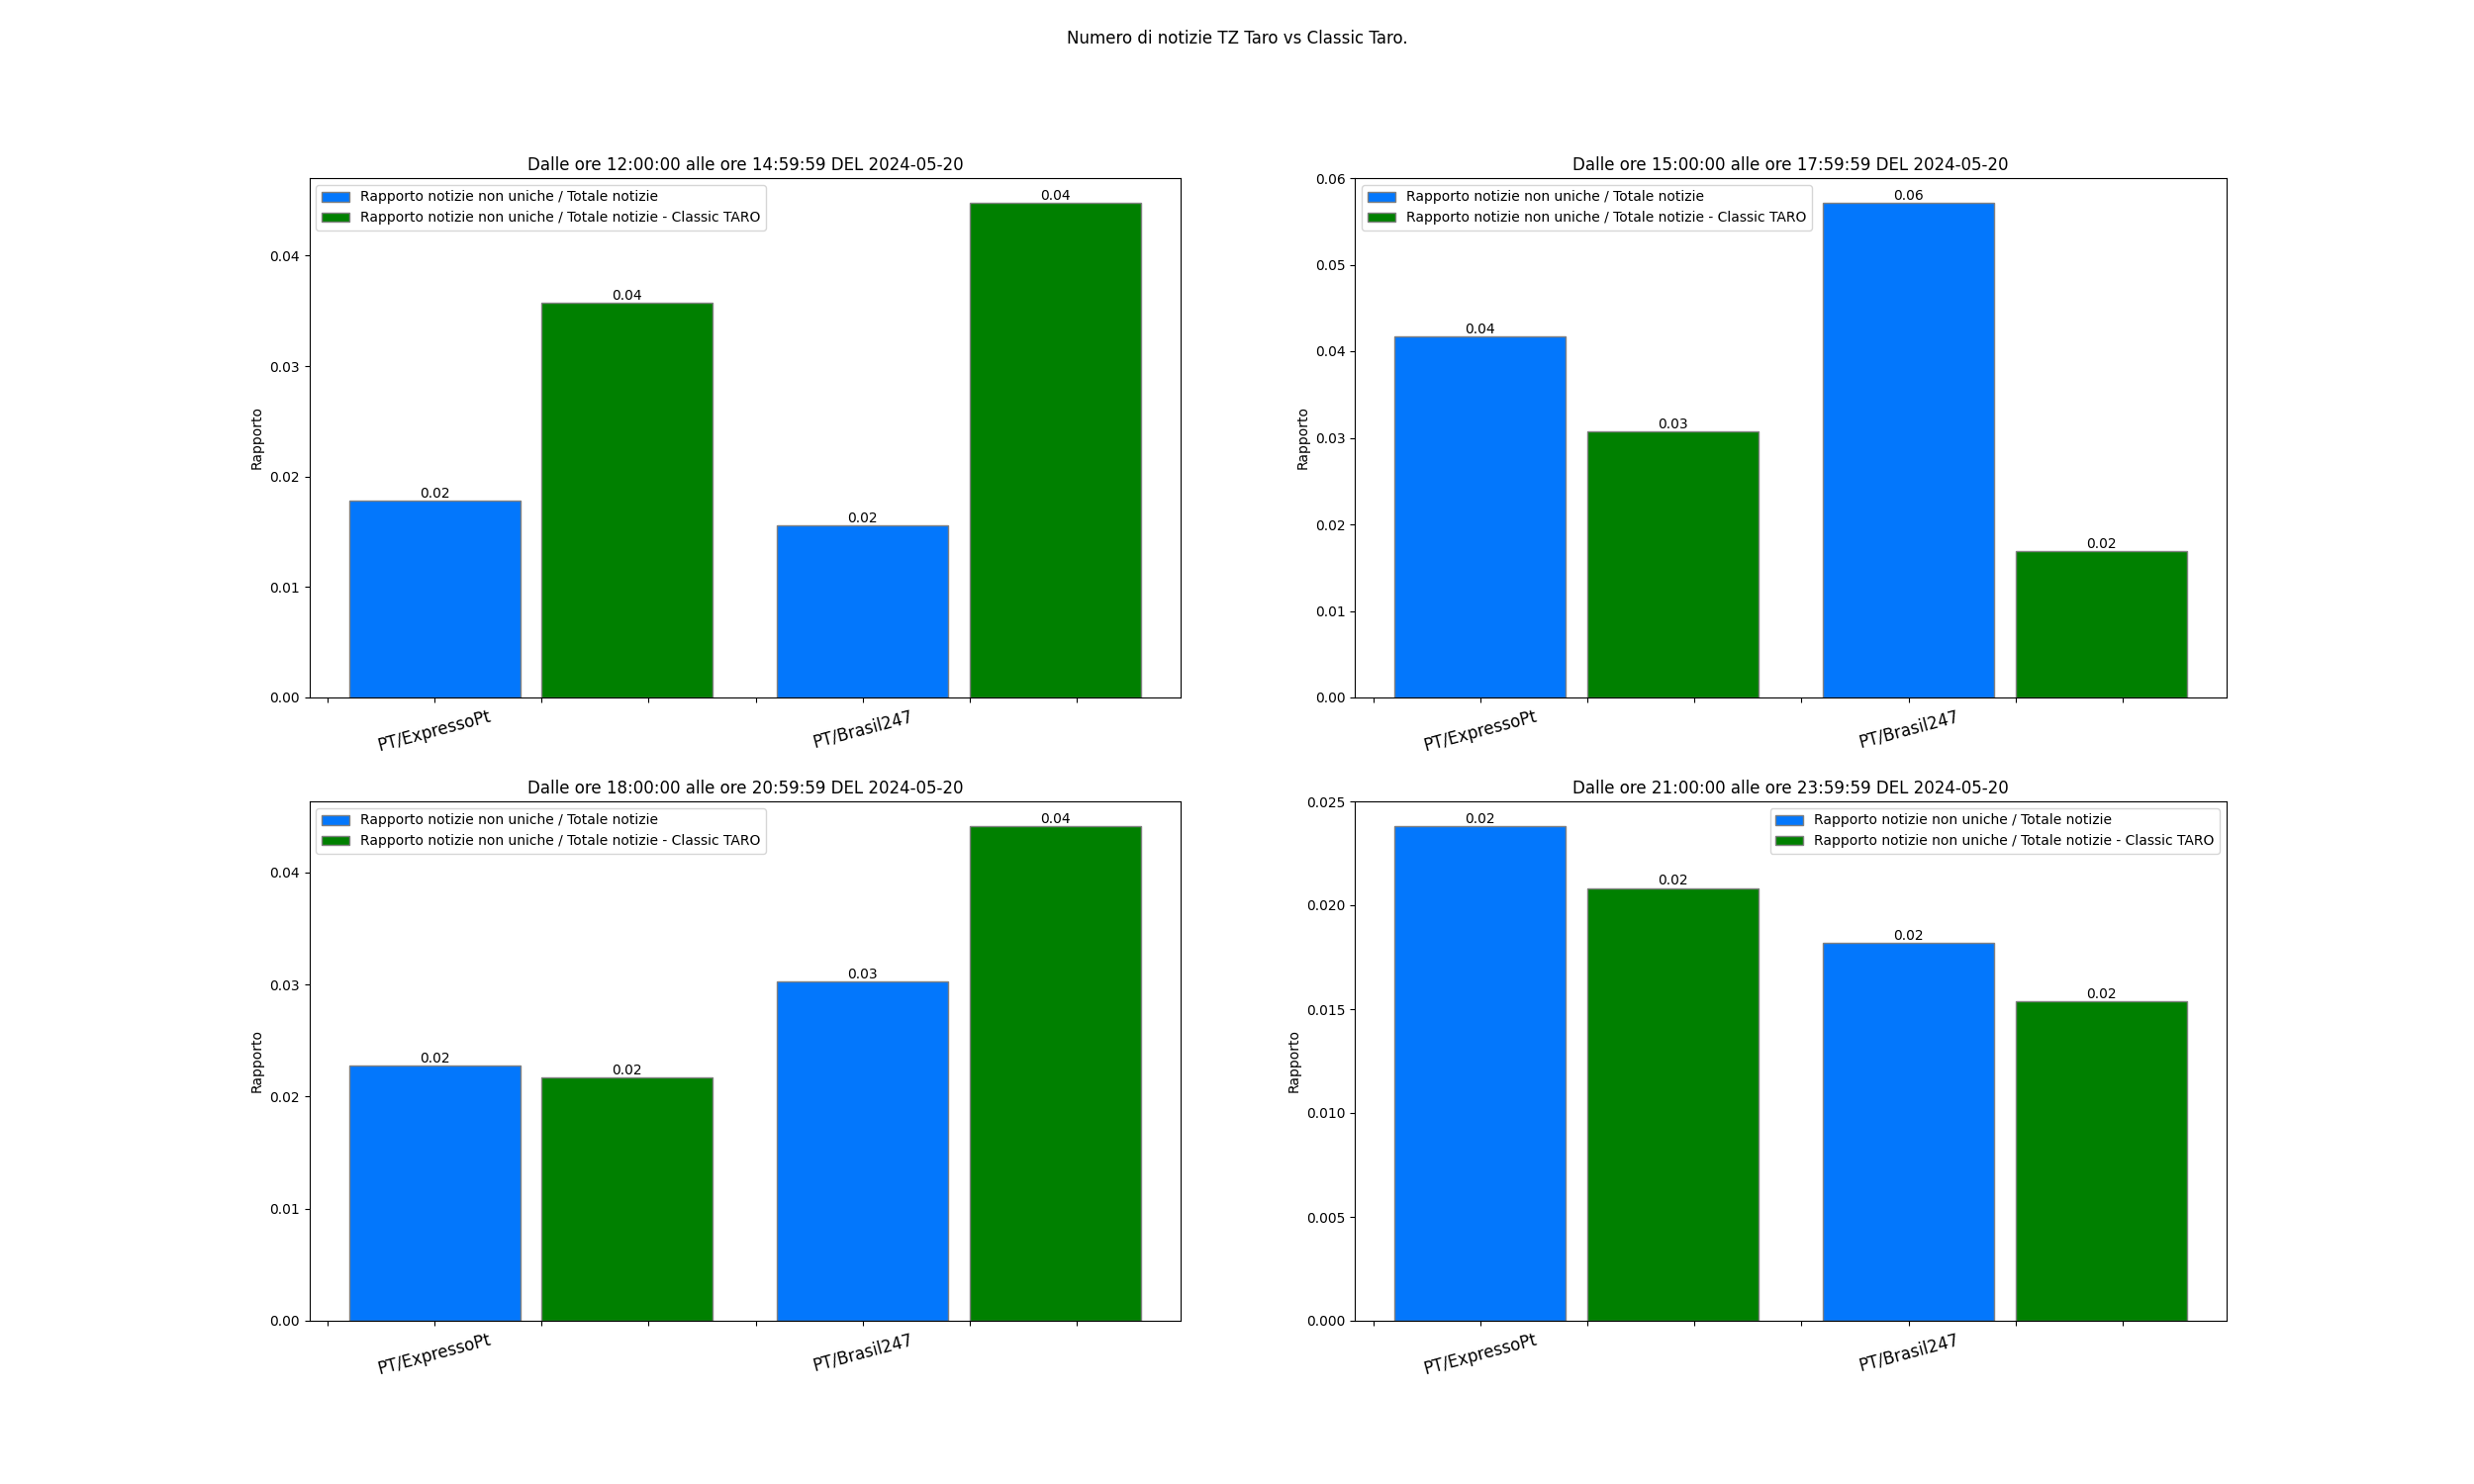 Numero di notizie TZ Taro vs Classic Taro.
Dalle ore 12:00:00 alle ore 14:59:59 DEL 2024-05-20
Rapporto notizie non uniche / Totale notizie
Rapporto notizie non uniche / Totale notizie - Classic TARO
Rapporto
0.04
0.03
0.02
0.01
0.00
0.02
0.04
0.02
0.04
PT/ExpressoPt
PT/Brasil247
Dalle ore 15:00:00 alle ore 17:59:59 DEL 2024-05-20
Rapporto notizie non uniche / Totale notizie
Rapporto notizie non uniche / Totale notizie - Classic TARO
Rapporto
0.06
0.05
0.04
0.03
0.02
0.01
0.00
0.04
0.03
0.06
0.02
PT/ExpressoPt
PT/Brasil247
Dalle ore 18:00:00 alle ore 20:59:59 DEL 2024-05-20
Rapporto notizie non uniche / Totale notizie
Rapporto notizie non uniche / Totale notizie - Classic TARO
Rapporto
0.04
0.03
0.02
0.01
0.00
0.02
0.02
0.03
0.04
PT/ExpressoPt
PT/Brasil247
Dalle ore 21:00:00 alle ore 23:59:59 DEL 2024-05-20
Rapporto notizie non uniche / Totale notizie
Rapporto notizie non uniche / Totale notizie - Classic TARO
Rapporto
0.025
0.020
0.015
0.010
0.005
0.000
0.02
0.02
0.02
0.02
PT/ExpressoPt
PT/Brasil247